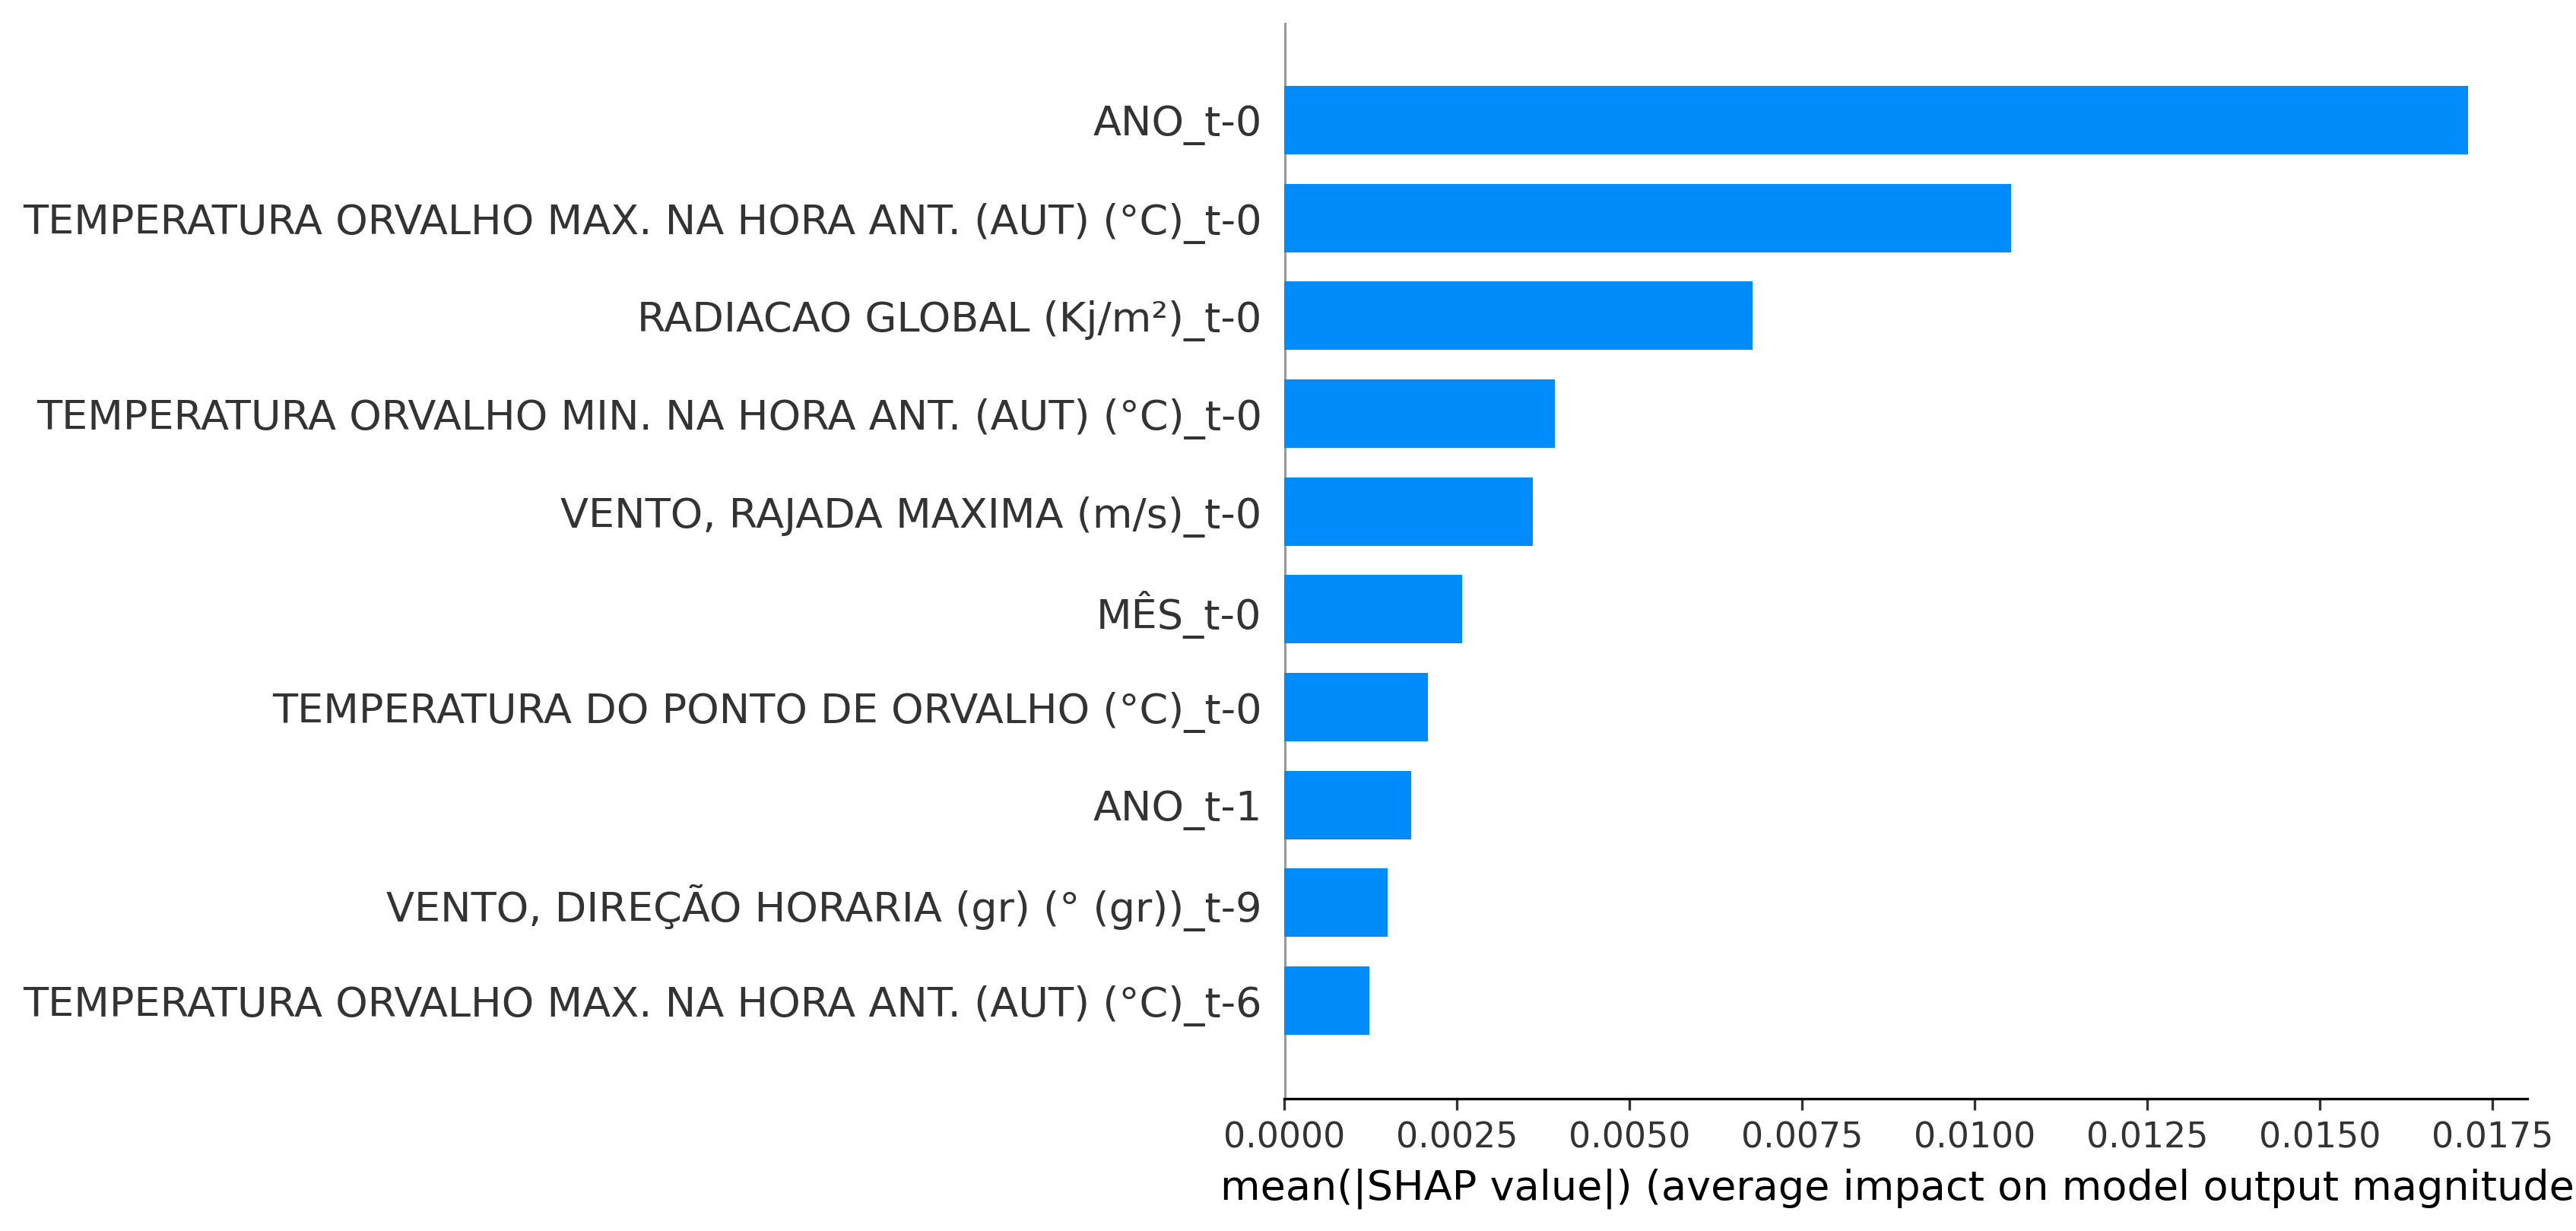 ANO_t-0
TEMPERATURA ORVALHO MAX. NA HORA ANT. (AUT) (°C)_t-0
RADIACAO GLOBAL (Kj/m²)_t-0
TEMPERATURA ORVALHO MIN. NA HORA ANT. (AUT) (°C)_t-0
VENTO, RAJADA MAXIMA (m/s)_t-0
MÊS_t-0
TEMPERATURA DO PONTO DE ORVALHO (°C)_t-0
ANO_t-1
VENTO, DIREÇÃO HORARIA (gr) (° (gr))_t-9
TEMPERATURA ORVALHO MAX. NA HORA ANT. (AUT) (°C)_t-6
0.0000 0.0025 0.0050 0.0075 0.0100 0.0125 0.0150 0.0175
mean(|SHAP value|) (average impact on model output magnitude